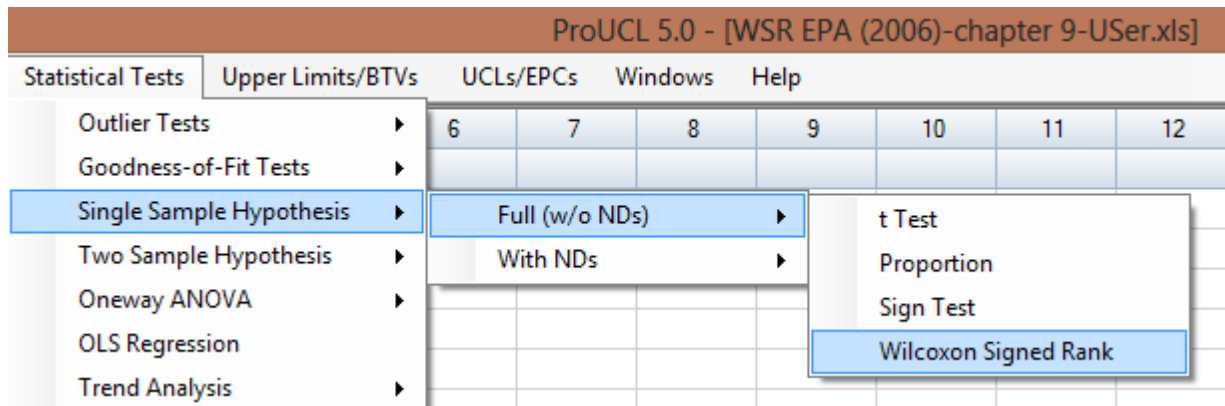 ProUCL 5.0 - [WSR EPA (2006)-chapter 9-USer.xls]
Statistical Tests Upper Limits/BTVs UCLs/EPCs Windows Help
Outlier Tests 6 7 8 9 10 11 12
Goodness-of-Fit Tests
Single Sample Hypothesis Full (w/o NDs) t Test
Two Sample Hypothesis With NDs Proportion
Oneway ANOVA Sign Test
OLS Regression Wilcoxon Signed Rank
Trend Analysis